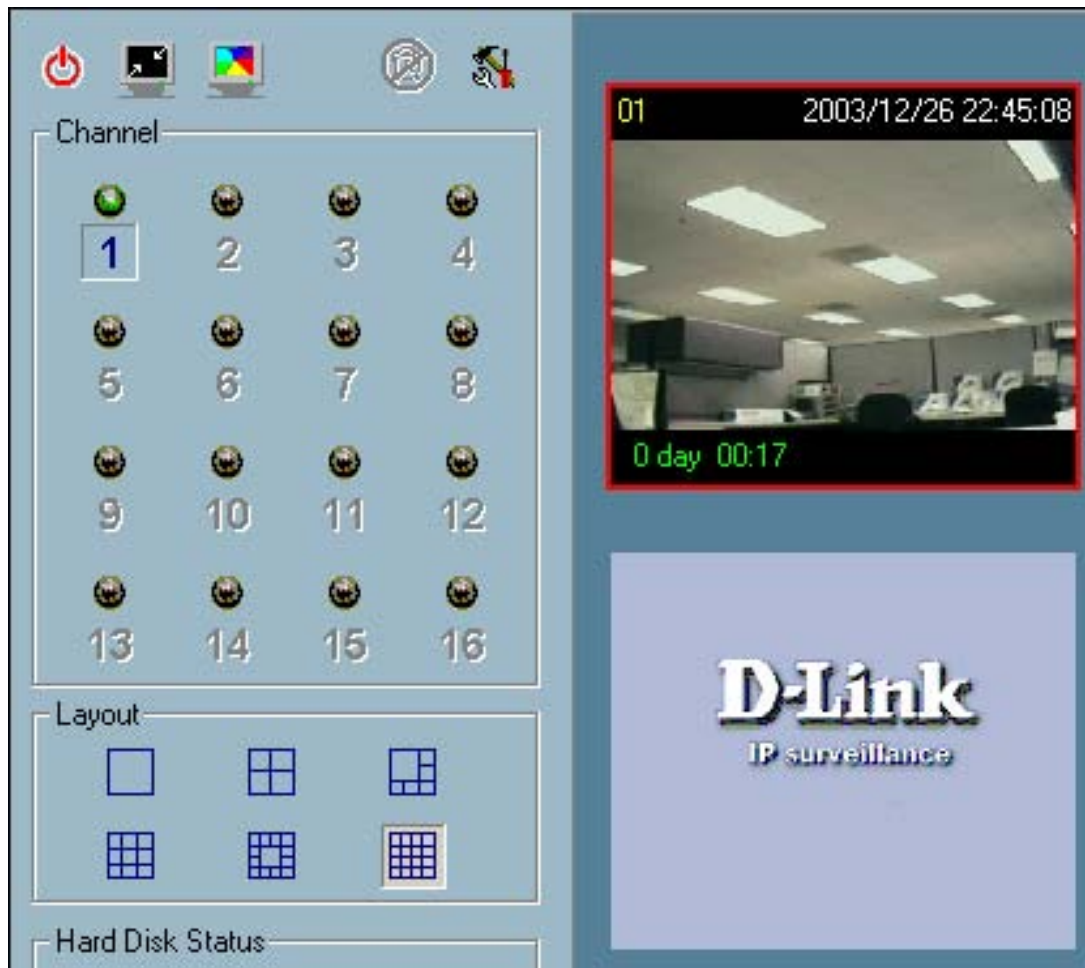 Channel
1 2 3 4
5 6 7 8
9 10 11 12
13 14 15 16
Layout
Hard Disk Status
01 2003/12/26 22:45:08
0 day 00:17
D-Link
IP surveillance